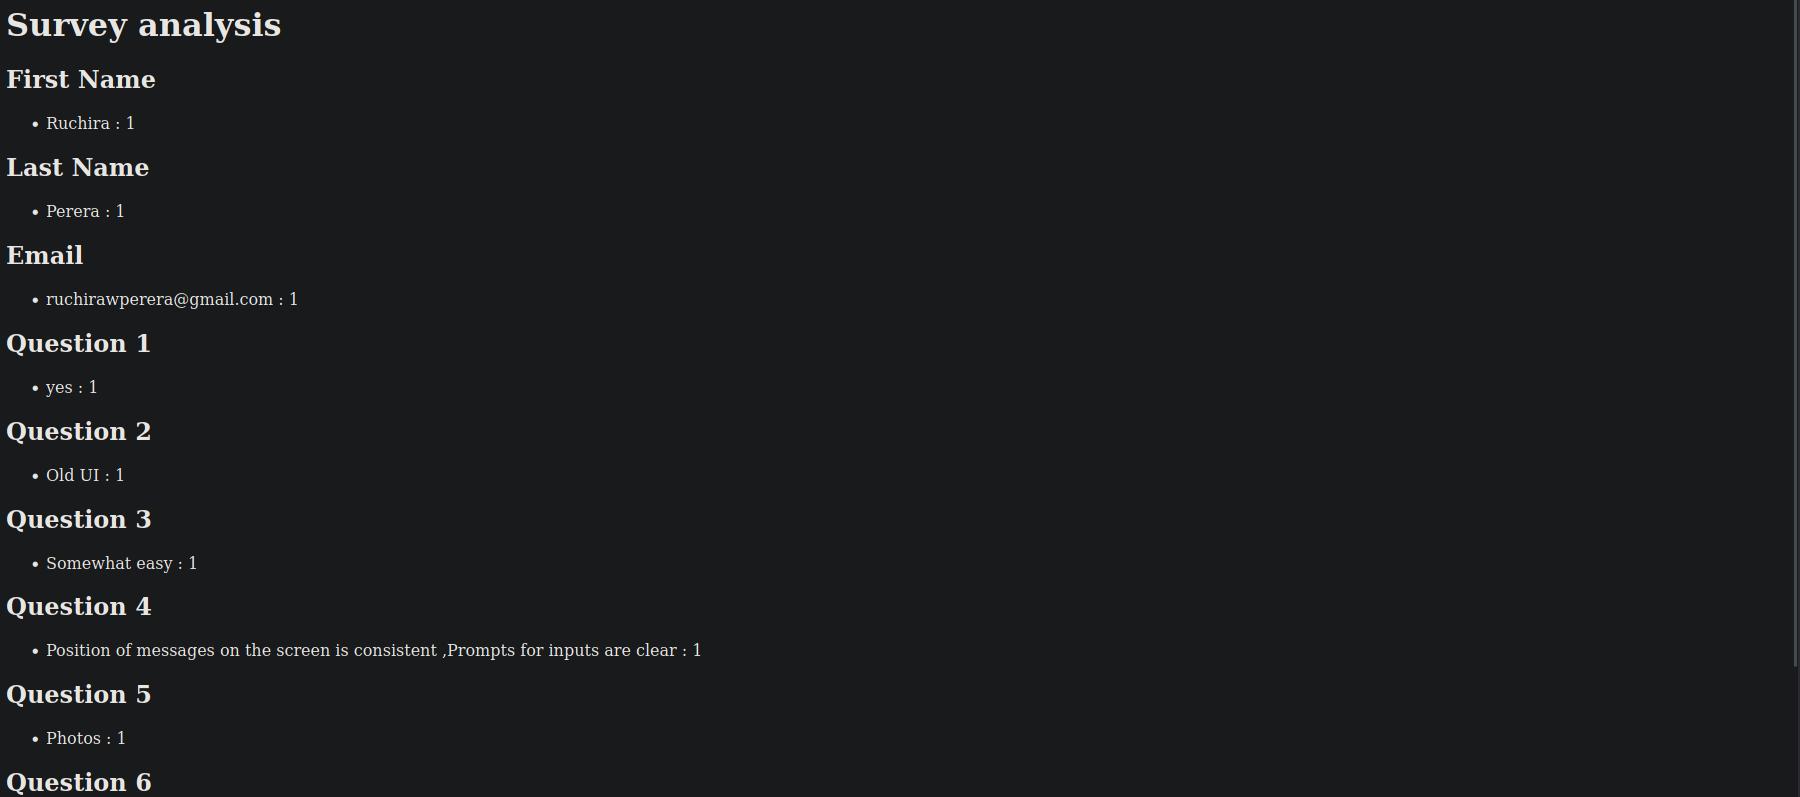 Survey analysis
First Name
Ruchira : 1
Last Name
Perera : 1
Email
ruchirawperera@gmail.com : 1
Question 1
yes : 1
Question 2
Old UI : 1
Question 3
Somewhat easy : 1
Question 4
Position of messages on the screen is consistent ,Prompts for inputs are clear : 1
Question 5
Photos : 1
Question 6